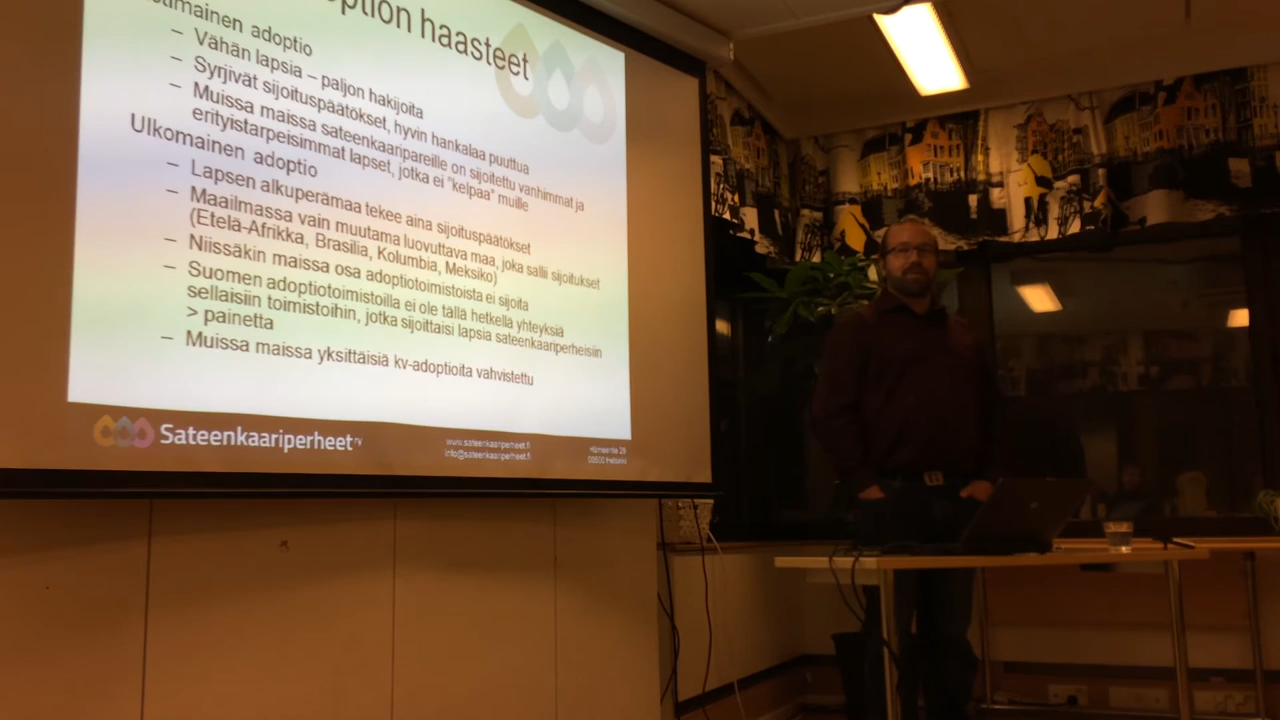 haasteet
adoptio
– Vähän lapsia – paljon hakijoita
– Syrjivät sijoituspäätökset, hyvin hankalaa puuttua
– Muissa maissa sateenkaaripareille on sijoitettu vanhimmat ja
erityistarpeisimmat lapset, jotka ei "kelpaa" muille
Ulkomainen adoptio
– Lapsen alkuperämaa tekee aina sijoituspäätökset
– Maailmassa vain muutama luovuttava maa, joka sallii sijoitukset
(Etelä-Afrikka, Brasilia, Kolumbia, Meksiko)
– Niissäkin maissa osa adoptiotoimistoista ei sijoita
– Suomen adoptiotoimistoilla ei ole tällä hetkellä yhteyksiä
sellaisiin toimistoihin, jotka sijoittaisi lapsia sateenkaariperheisiin
> painetta
– Muissa maissa yksittäisiä kv-adoptioita vahvistettu
Sateenkaariperheet
www.sateenkaariperheet.fi
info@sateenkaariperheet.fi
Hämeentie 29
00500 Helsinki